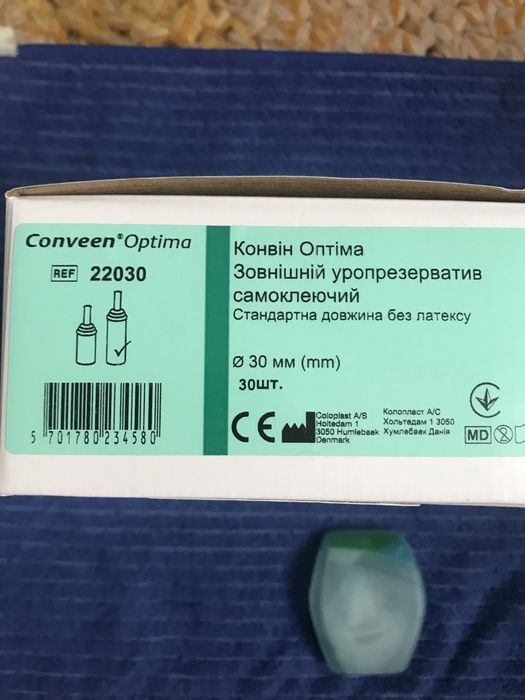 Conveen® Optima
REF 22030
5 701780 234580
Конвін Оптіма
Зовнішній уропрезерватив
самоклеючий
Стандартна довжина без латексу
Ø 30 мм (mm)
30шт.
CE
Coloplast A/S
Holtedam 1
3050 Humlebaek
Denmark
Колопласт А/С
Хольтедам 1 3050
Хумлебаек Данія
MD